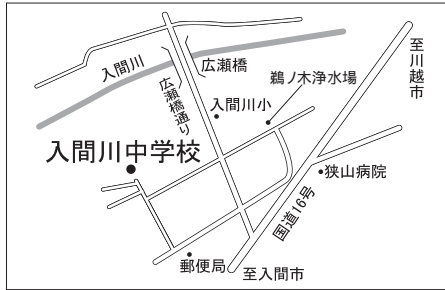 入間川
広瀬橋
至川越市
鵜ノ木浄水場
広瀬橋通り
入間川小
入間川中学校
狭山病院
国道16号
郵便局
至入間市